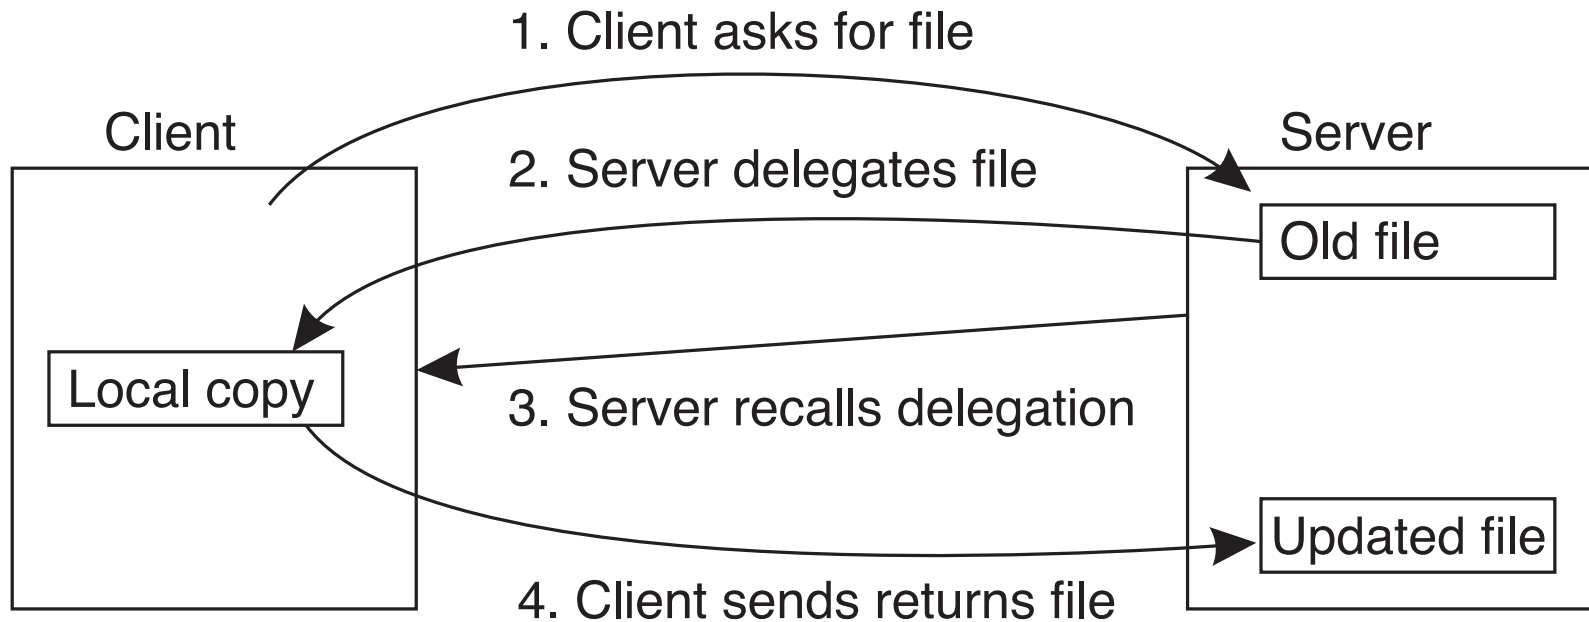 1. Client asks for file
Client
Server
2. Server delegates file
Old file
Local copy
3. Server recalls delegation
Updated file
4. Client sends returns file